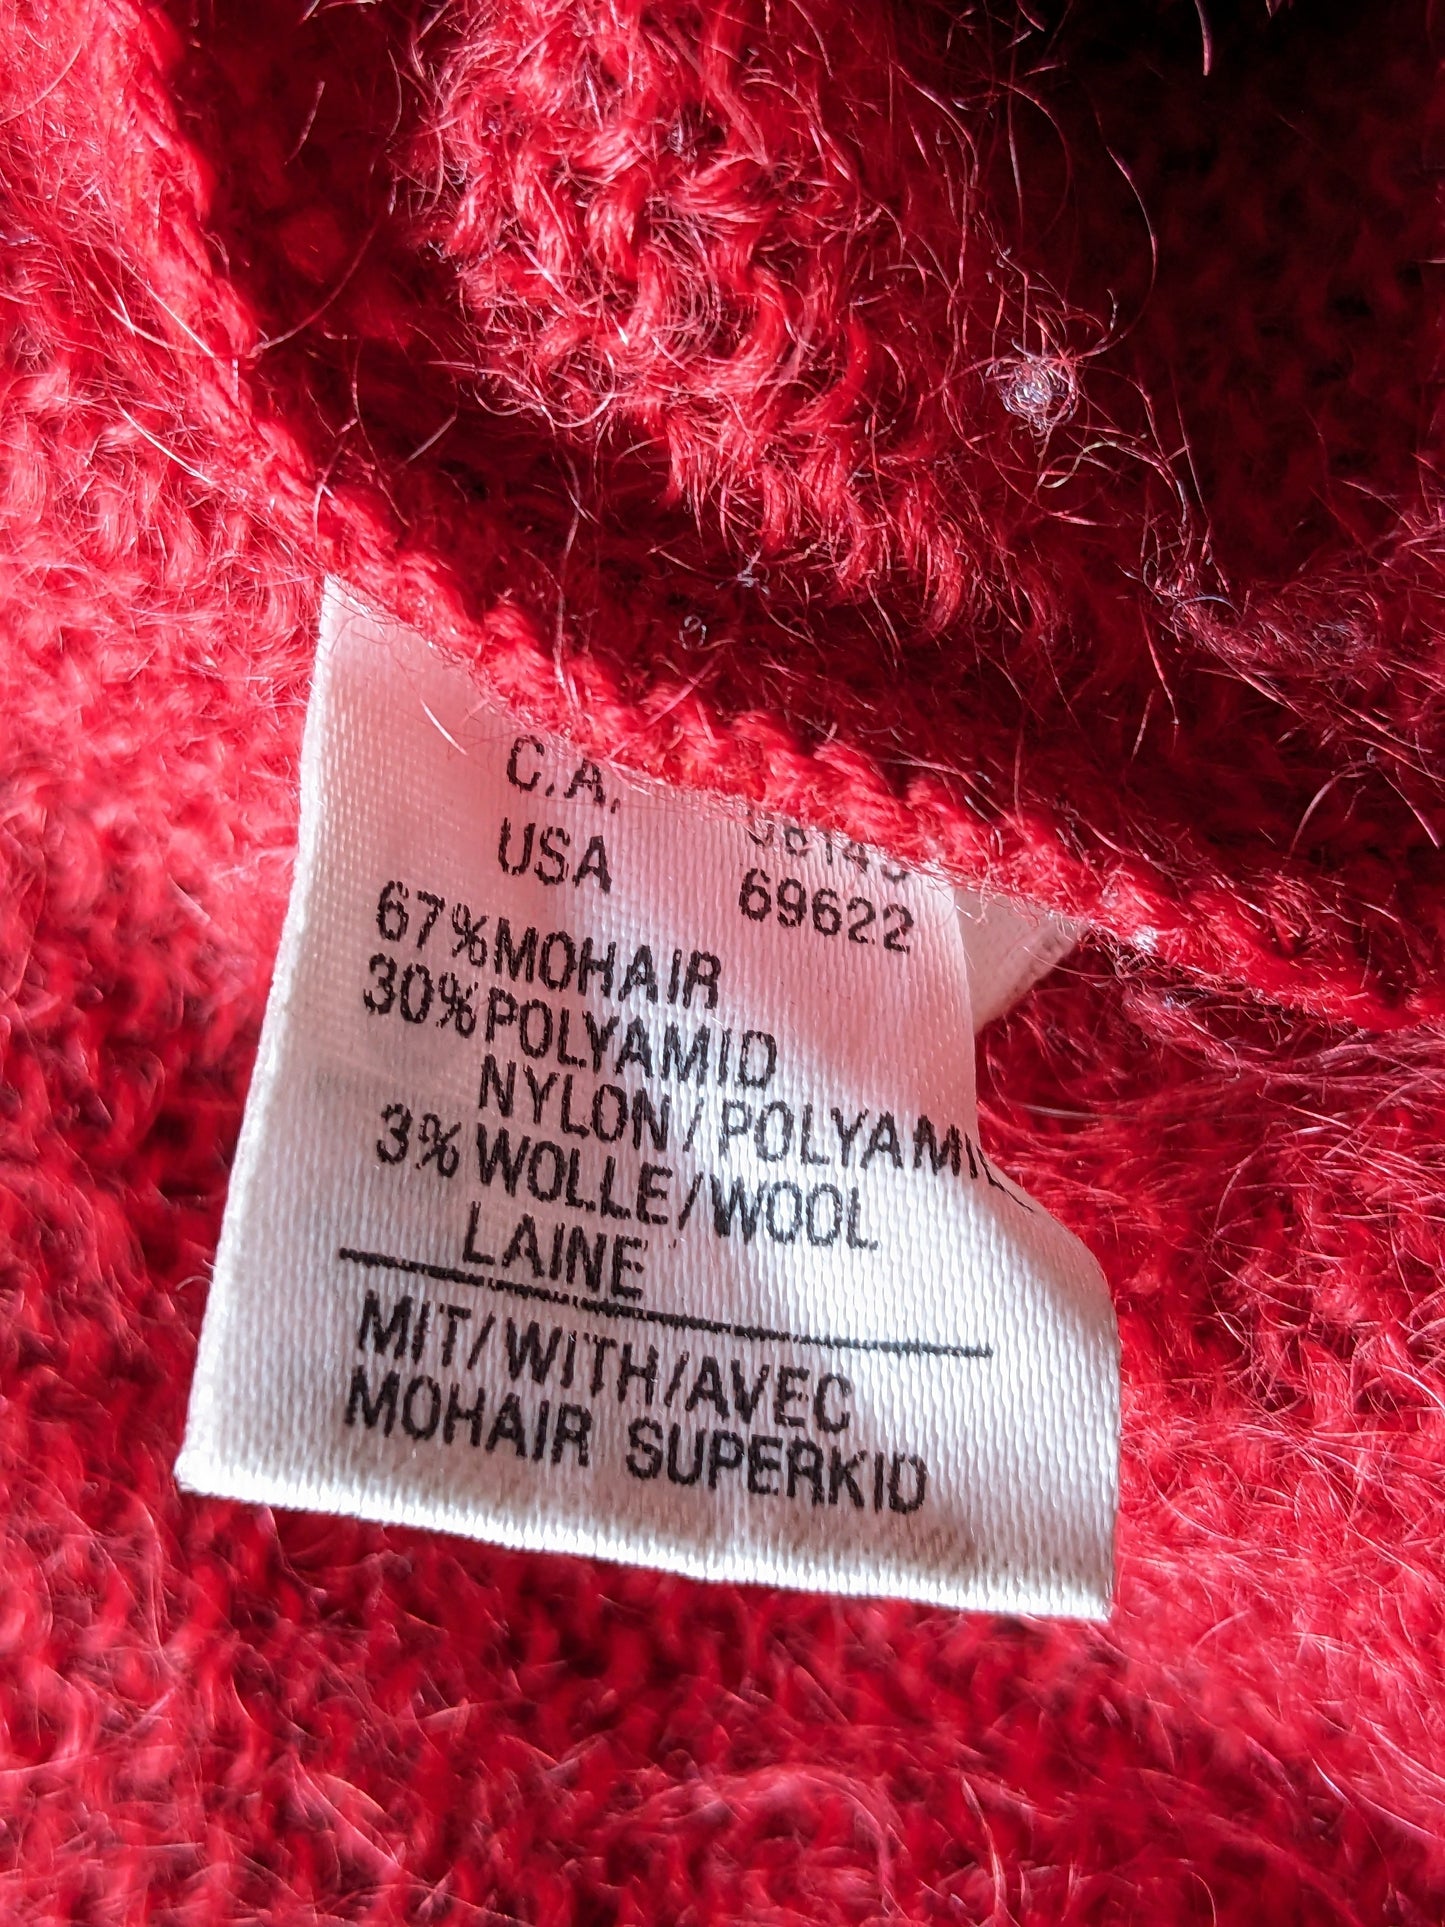 C.A.
USA 69622
67% MOHAIR
30% POLYAMID
NYLON/POLYAMI
3% WOLLE/WOOL
LAINE
MIT/WITH/AVEC
MOHAIR SUPERKID